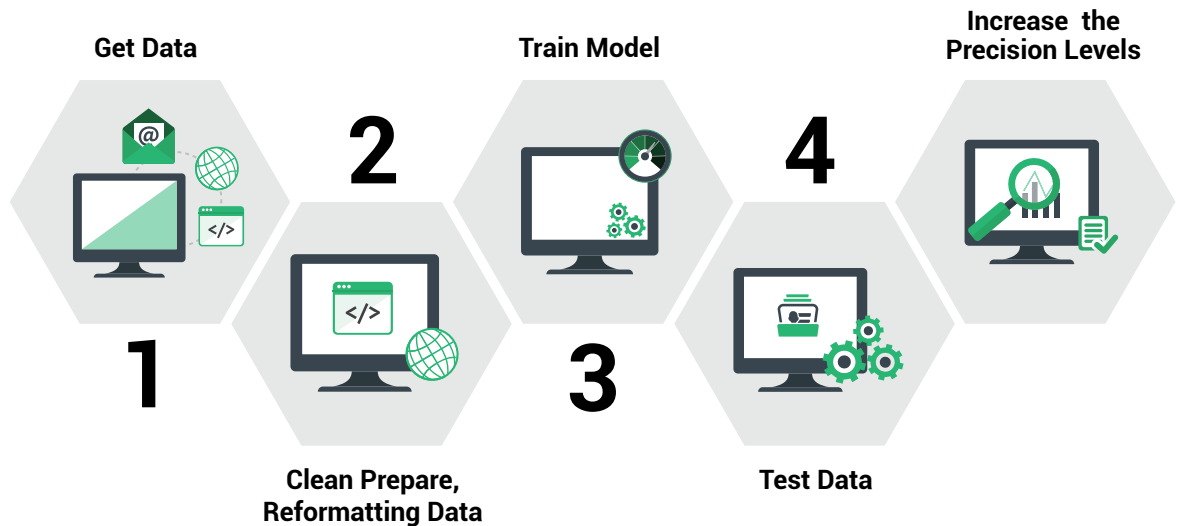 Get Data
@
</>
1
2
</>
Clean Prepare,
Reformatting Data
Train Model
3
4
Test Data
Increase the
Precision Levels